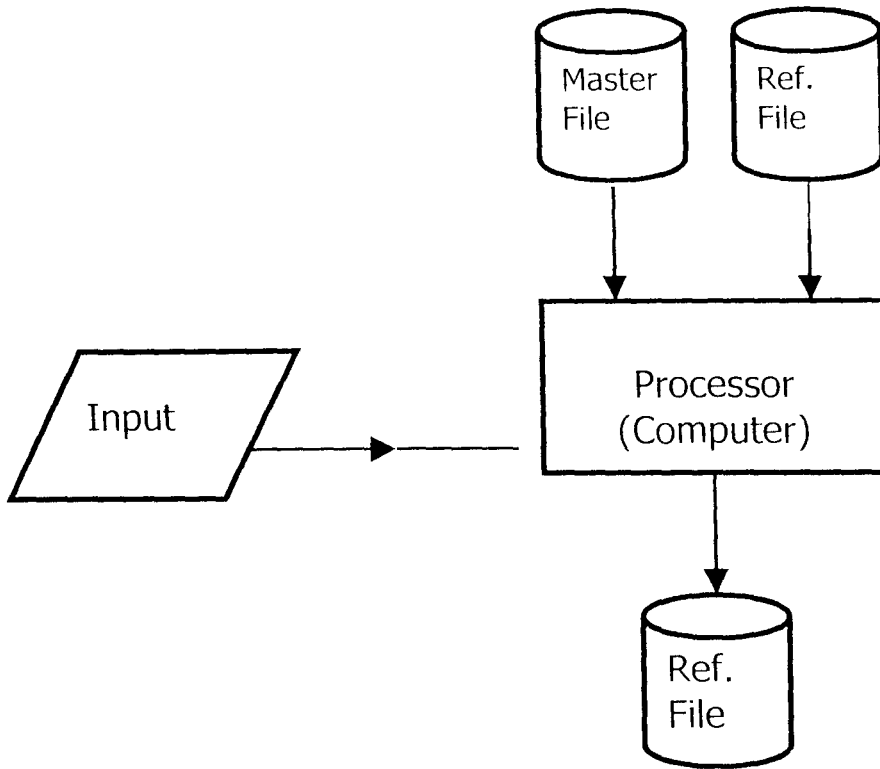 Master
File
Ref.
File
Input
Processor
(Computer)
Ref.
File